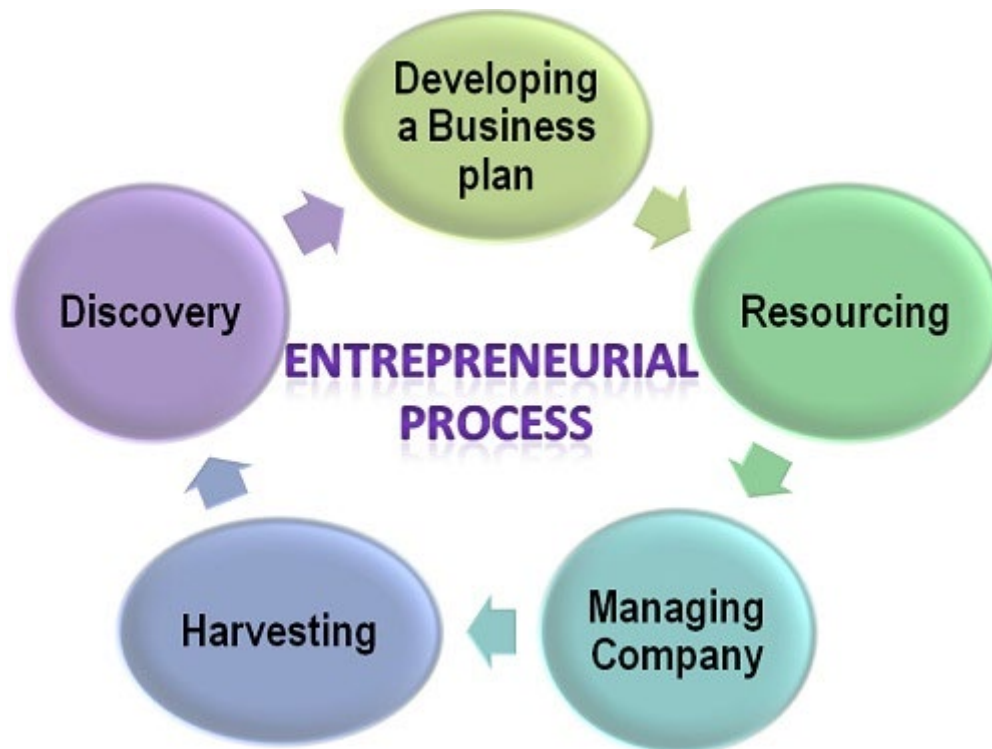 Developing
a Business
plan
Discovery
Resourcing
ENTREPRENEURIAL
PROCESS
Harvesting
Managing
Company